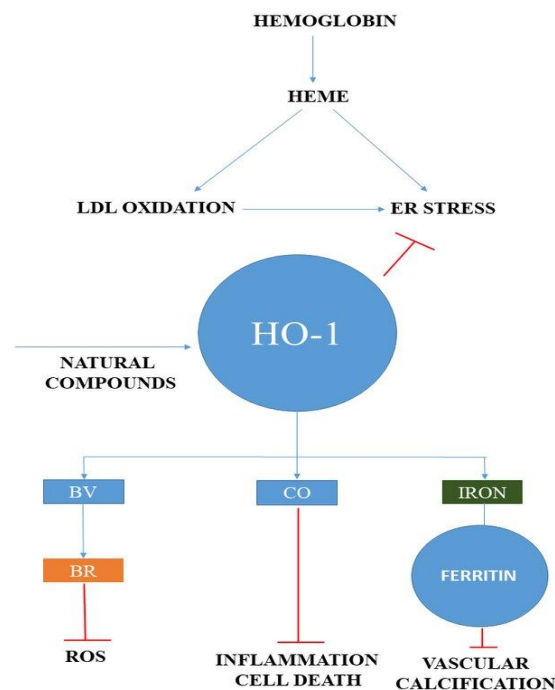 HEMOGLOBIN
HEME
LDL OXIDATION
ER STRESS
HO-1
NATURAL
COMPOUNDS
BV
CO
IRON
BR
FERRITIN
ROS
INFLAMMATION
CELL DEATH
VASCULAR
CALCIFICATION